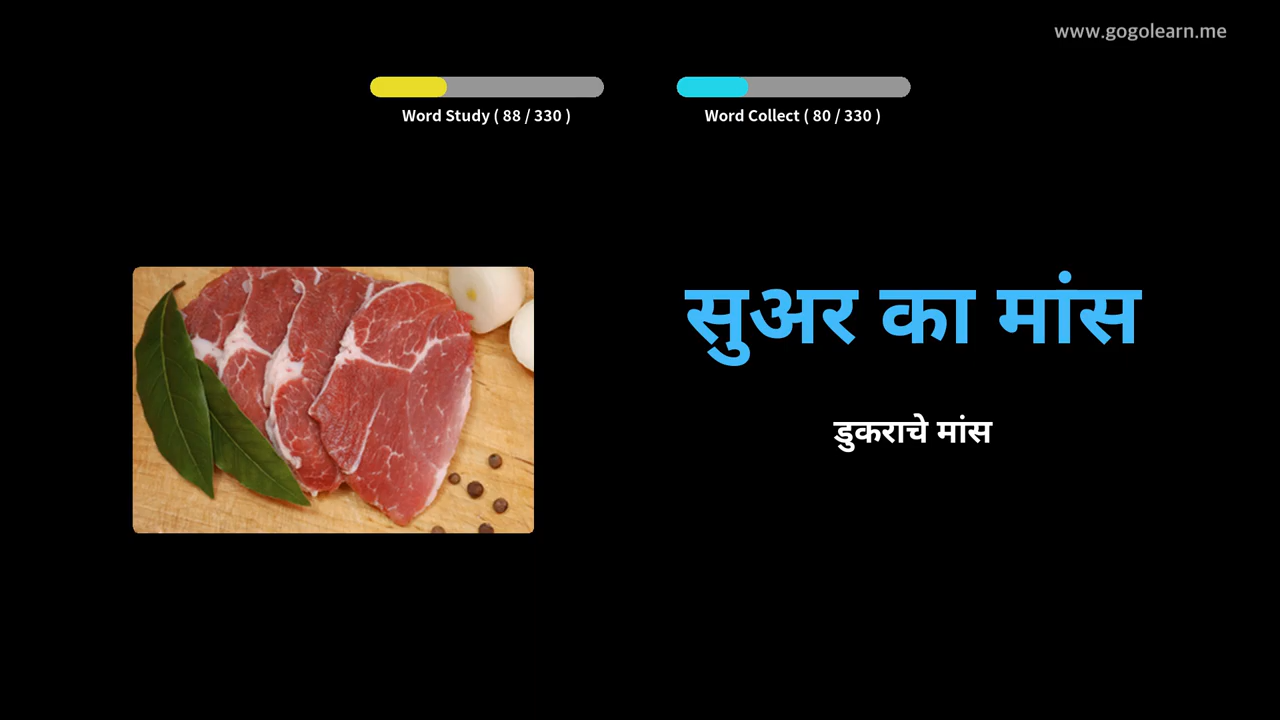 www.gogolearn.me
Word Study ( 88 / 330 )
Word Collect ( 80 / 330 )
सुअर का मांस
डुकराचे मांस